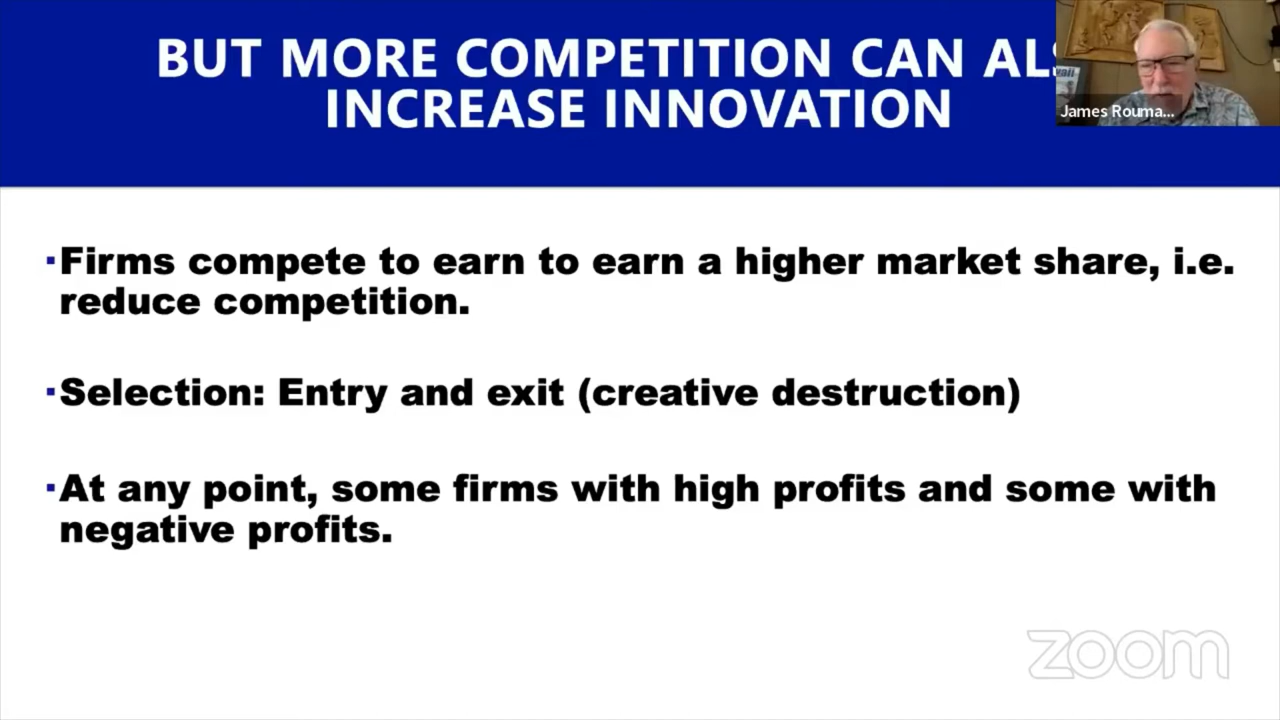 BUT MORE COMPETITION CAN ALS
INCREASE INNOVATION
James Rouma...
▪Firms compete to earn to earn a higher market share, i.e.
reduce competition.
▪Selection: Entry and exit (creative destruction)
▪At any point, some firms with high profits and some with
negative profits.
zoom